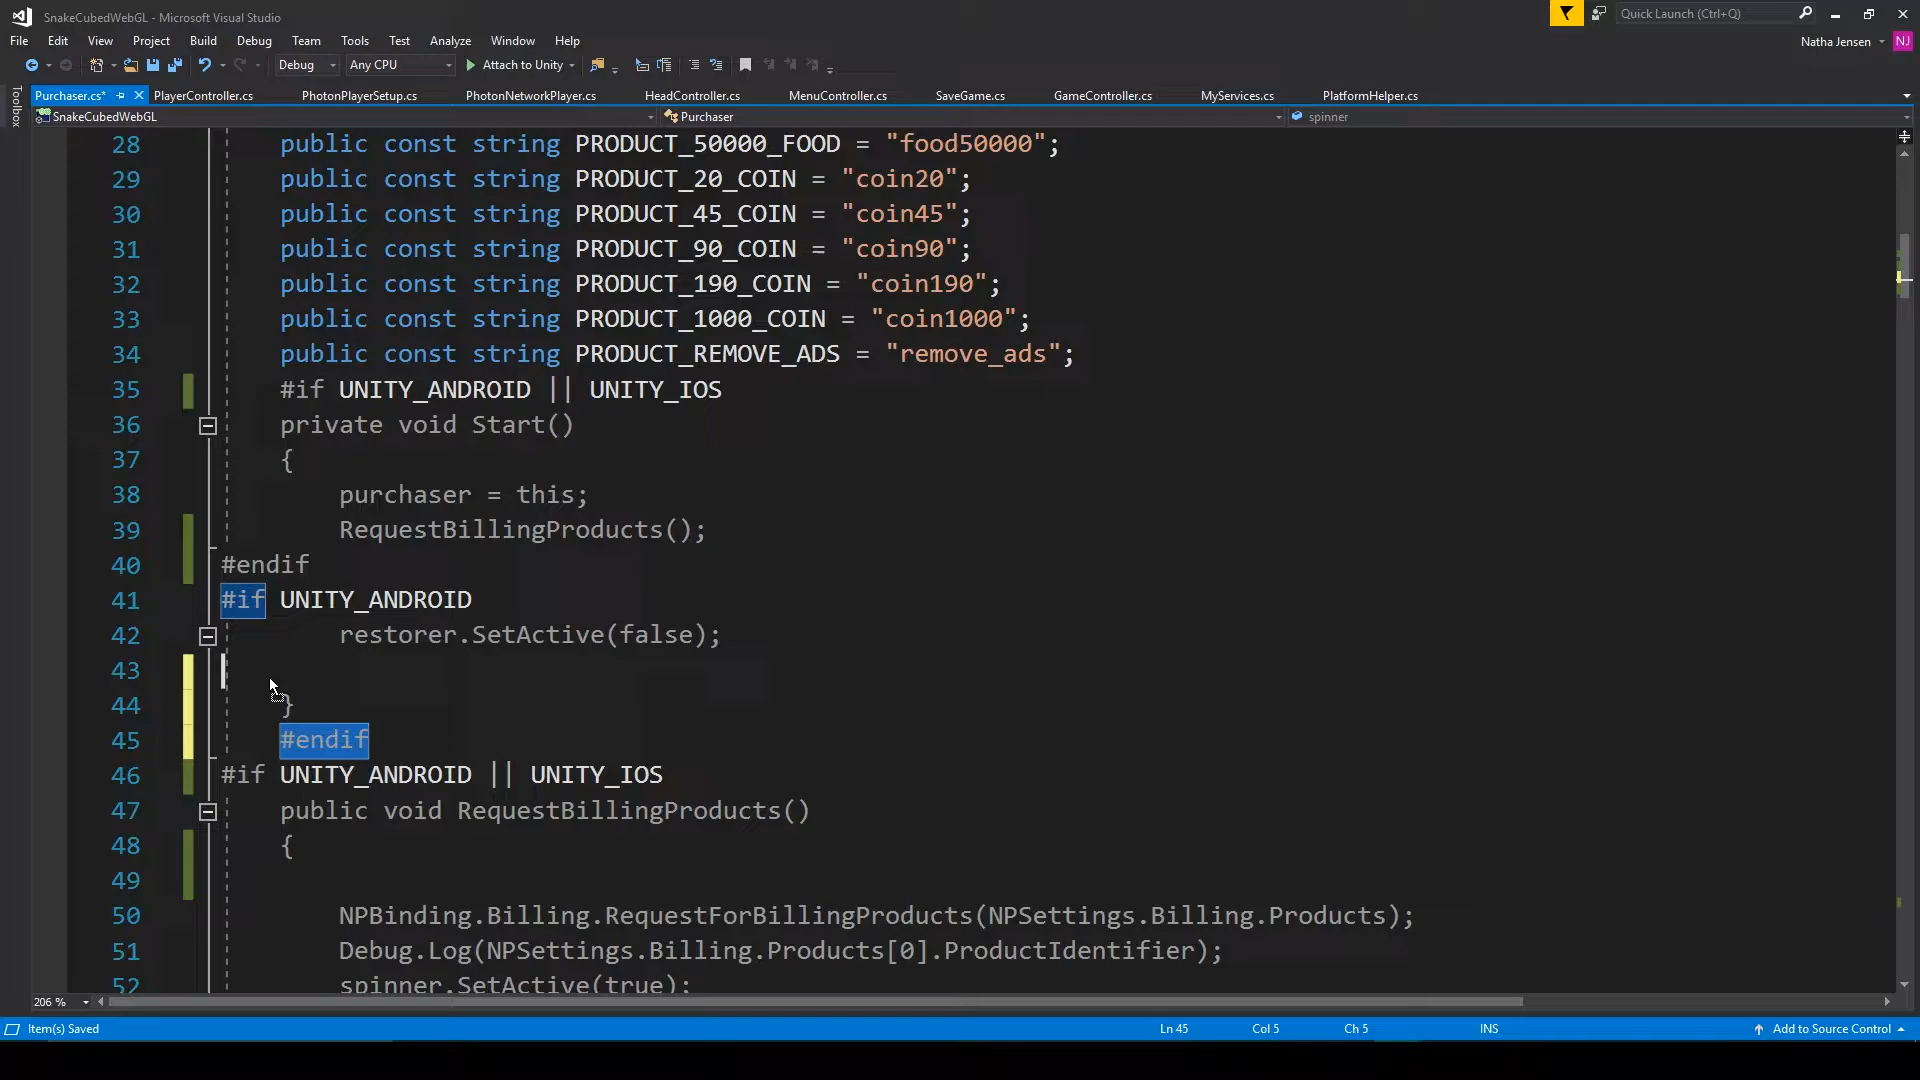 SnakeCubedWebGL - Microsoft Visual Studio
Quick Launch (Ctrl+Q)
File Edit View Project Build Debug Team Tools Test Analyze Window Help
Natha Jensen NJ
Debug Any CPU Attach to Unity
Toolbox
Purchaser.cs* PlayerController.cs PhotonPlayerSetup.cs PhotonNetworkPlayer.cs HeadController.cs MenuController.cs SaveGame.cs GameController.cs MyServices.cs PlatformHelper.cs
SnakeCubedWebGL Purchaser spinner
28 public const string PRODUCT_50000_FOOD = "food50000";
29 public const string PRODUCT_20_COIN = "coin20";
30 public const string PRODUCT_45_COIN = "coin45";
31 public const string PRODUCT_90_COIN = "coin90";
32 public const string PRODUCT_190_COIN = "coin190";
33 public const string PRODUCT_1000_COIN = "coin1000";
34 public const string PRODUCT_REMOVE_ADS = "remove_ads";
35 #if UNITY_ANDROID || UNITY_IOS
36 private void Start()
37 {
38 purchaser = this;
39 RequestBillingProducts();
40 #endif
41 #if UNITY_ANDROID
42 restorer.SetActive(false);
43
44 }
45 #endif
46 #if UNITY_ANDROID || UNITY_IOS
47 public void RequestBillingProducts()
48 {
49
50 NPBinding.Billing.RequestForBillingProducts(NPSettings.Billing.Products);
51 Debug.Log(NPSettings.Billing.Products[0].ProductIdentifier);
52 spinner.SetActive(true);
206 %
Item(s) Saved Ln 45 Col 5 Ch 5 INS Add to Source Control